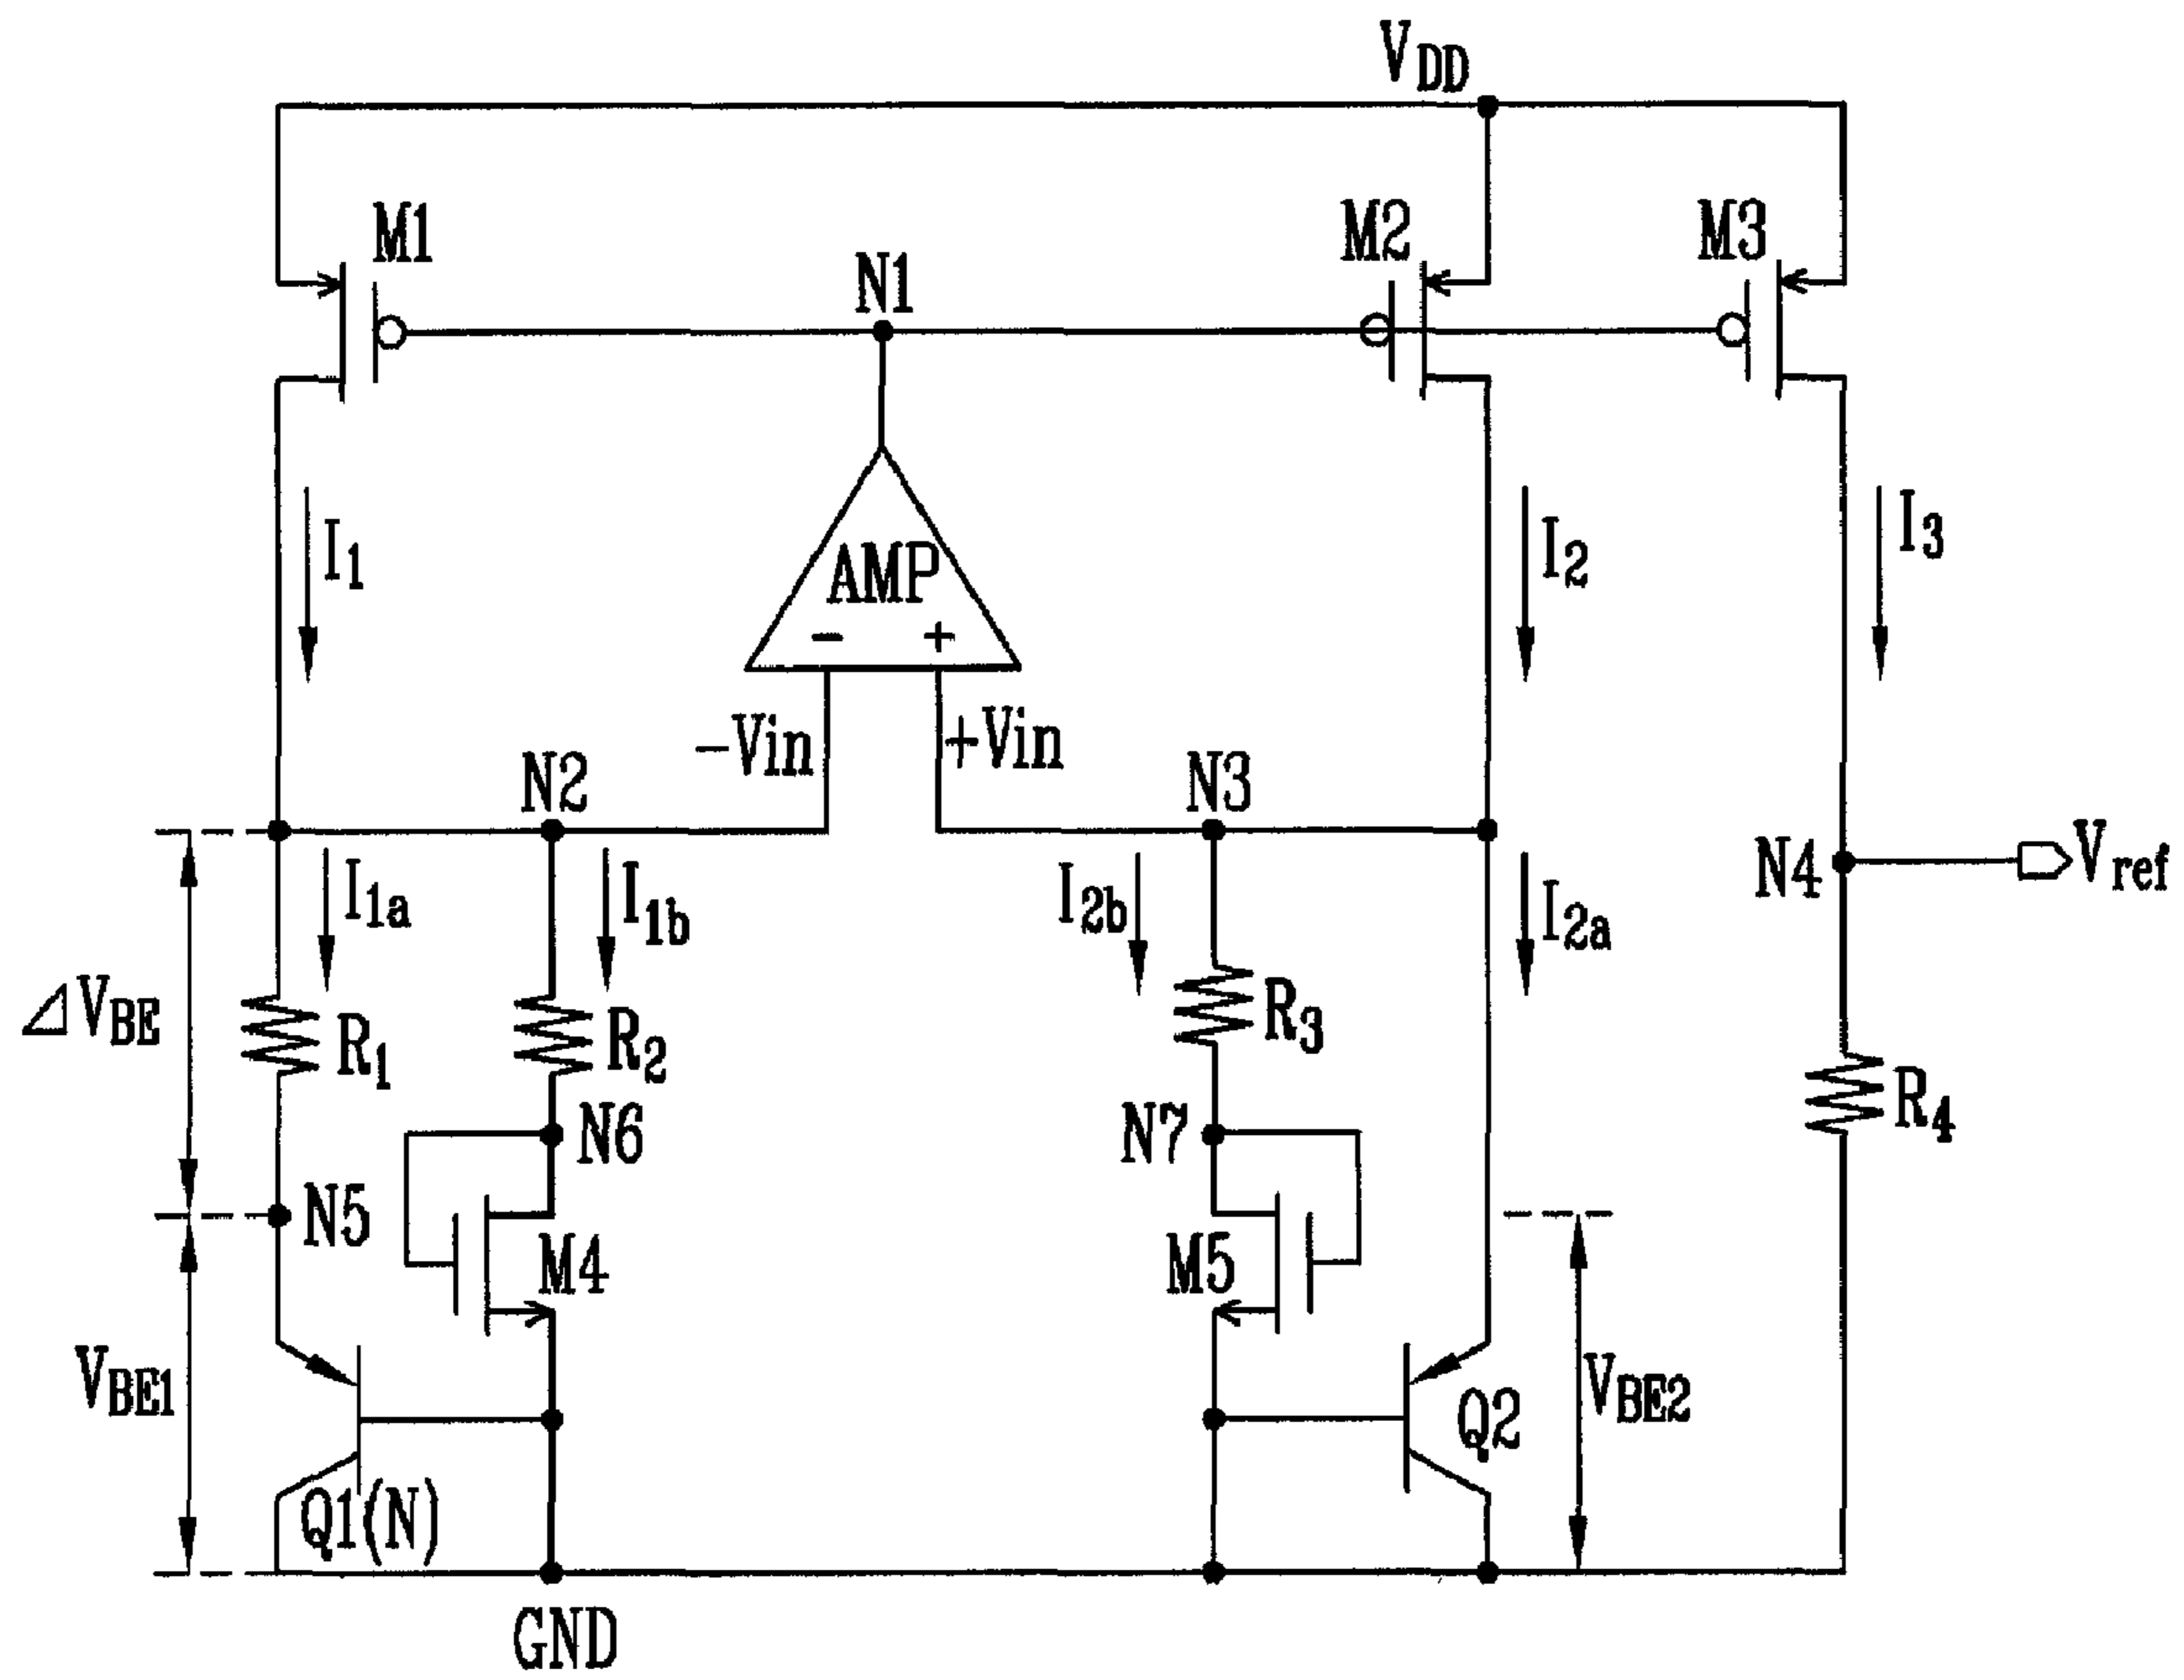 VDD
M1
M2
M3
N1
I1
I2
I3
AMP
- +
-Vin
+Vin
N2
N3
N4
Vref
I1a
I1b
I2b
I2a
⊿VBE
R1
R2
R3
R4
N6
N7
N5
M4
M5
VBE1
Q2
VBE2
Q1(N)
GND